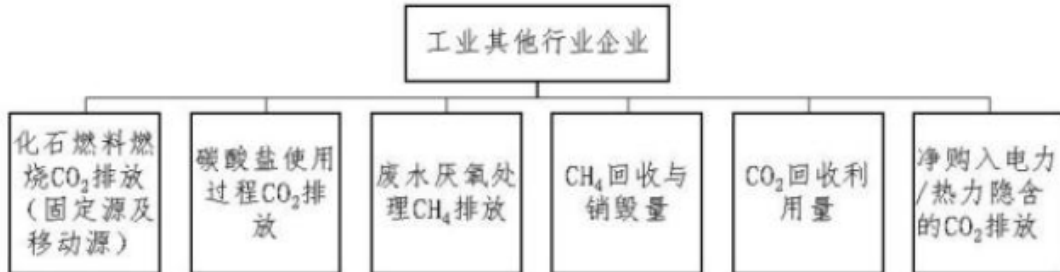 工业其他行业企业
化石燃料燃
烧CO₂排放
（固定源及
移动源）
碳酸盐使用
过程CO₂排
放
废水厌氧处
理CH₄排放
CH₄回收与
销毁量
CO₂回收利
用量
净购入电力
/热力隐含
的CO₂排放